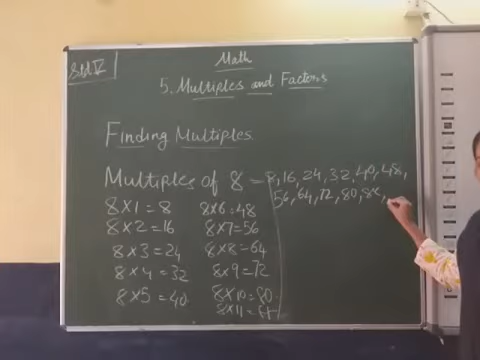 Std V
Math
5. Multiples and Factors
Finding Multiples
Multiples of 8 = 8, 16, 24, 32, 40, 48,
56, 64, 72, 80, 88,
8 × 1 = 8
8 × 2 = 16
8 × 3 = 24
8 × 4 = 32
8 × 5 = 40
8 × 6 = 48
8 × 7 = 56
8 × 8 = 64
8 × 9 = 72
8 × 10 = 80
8 × 11 = 88